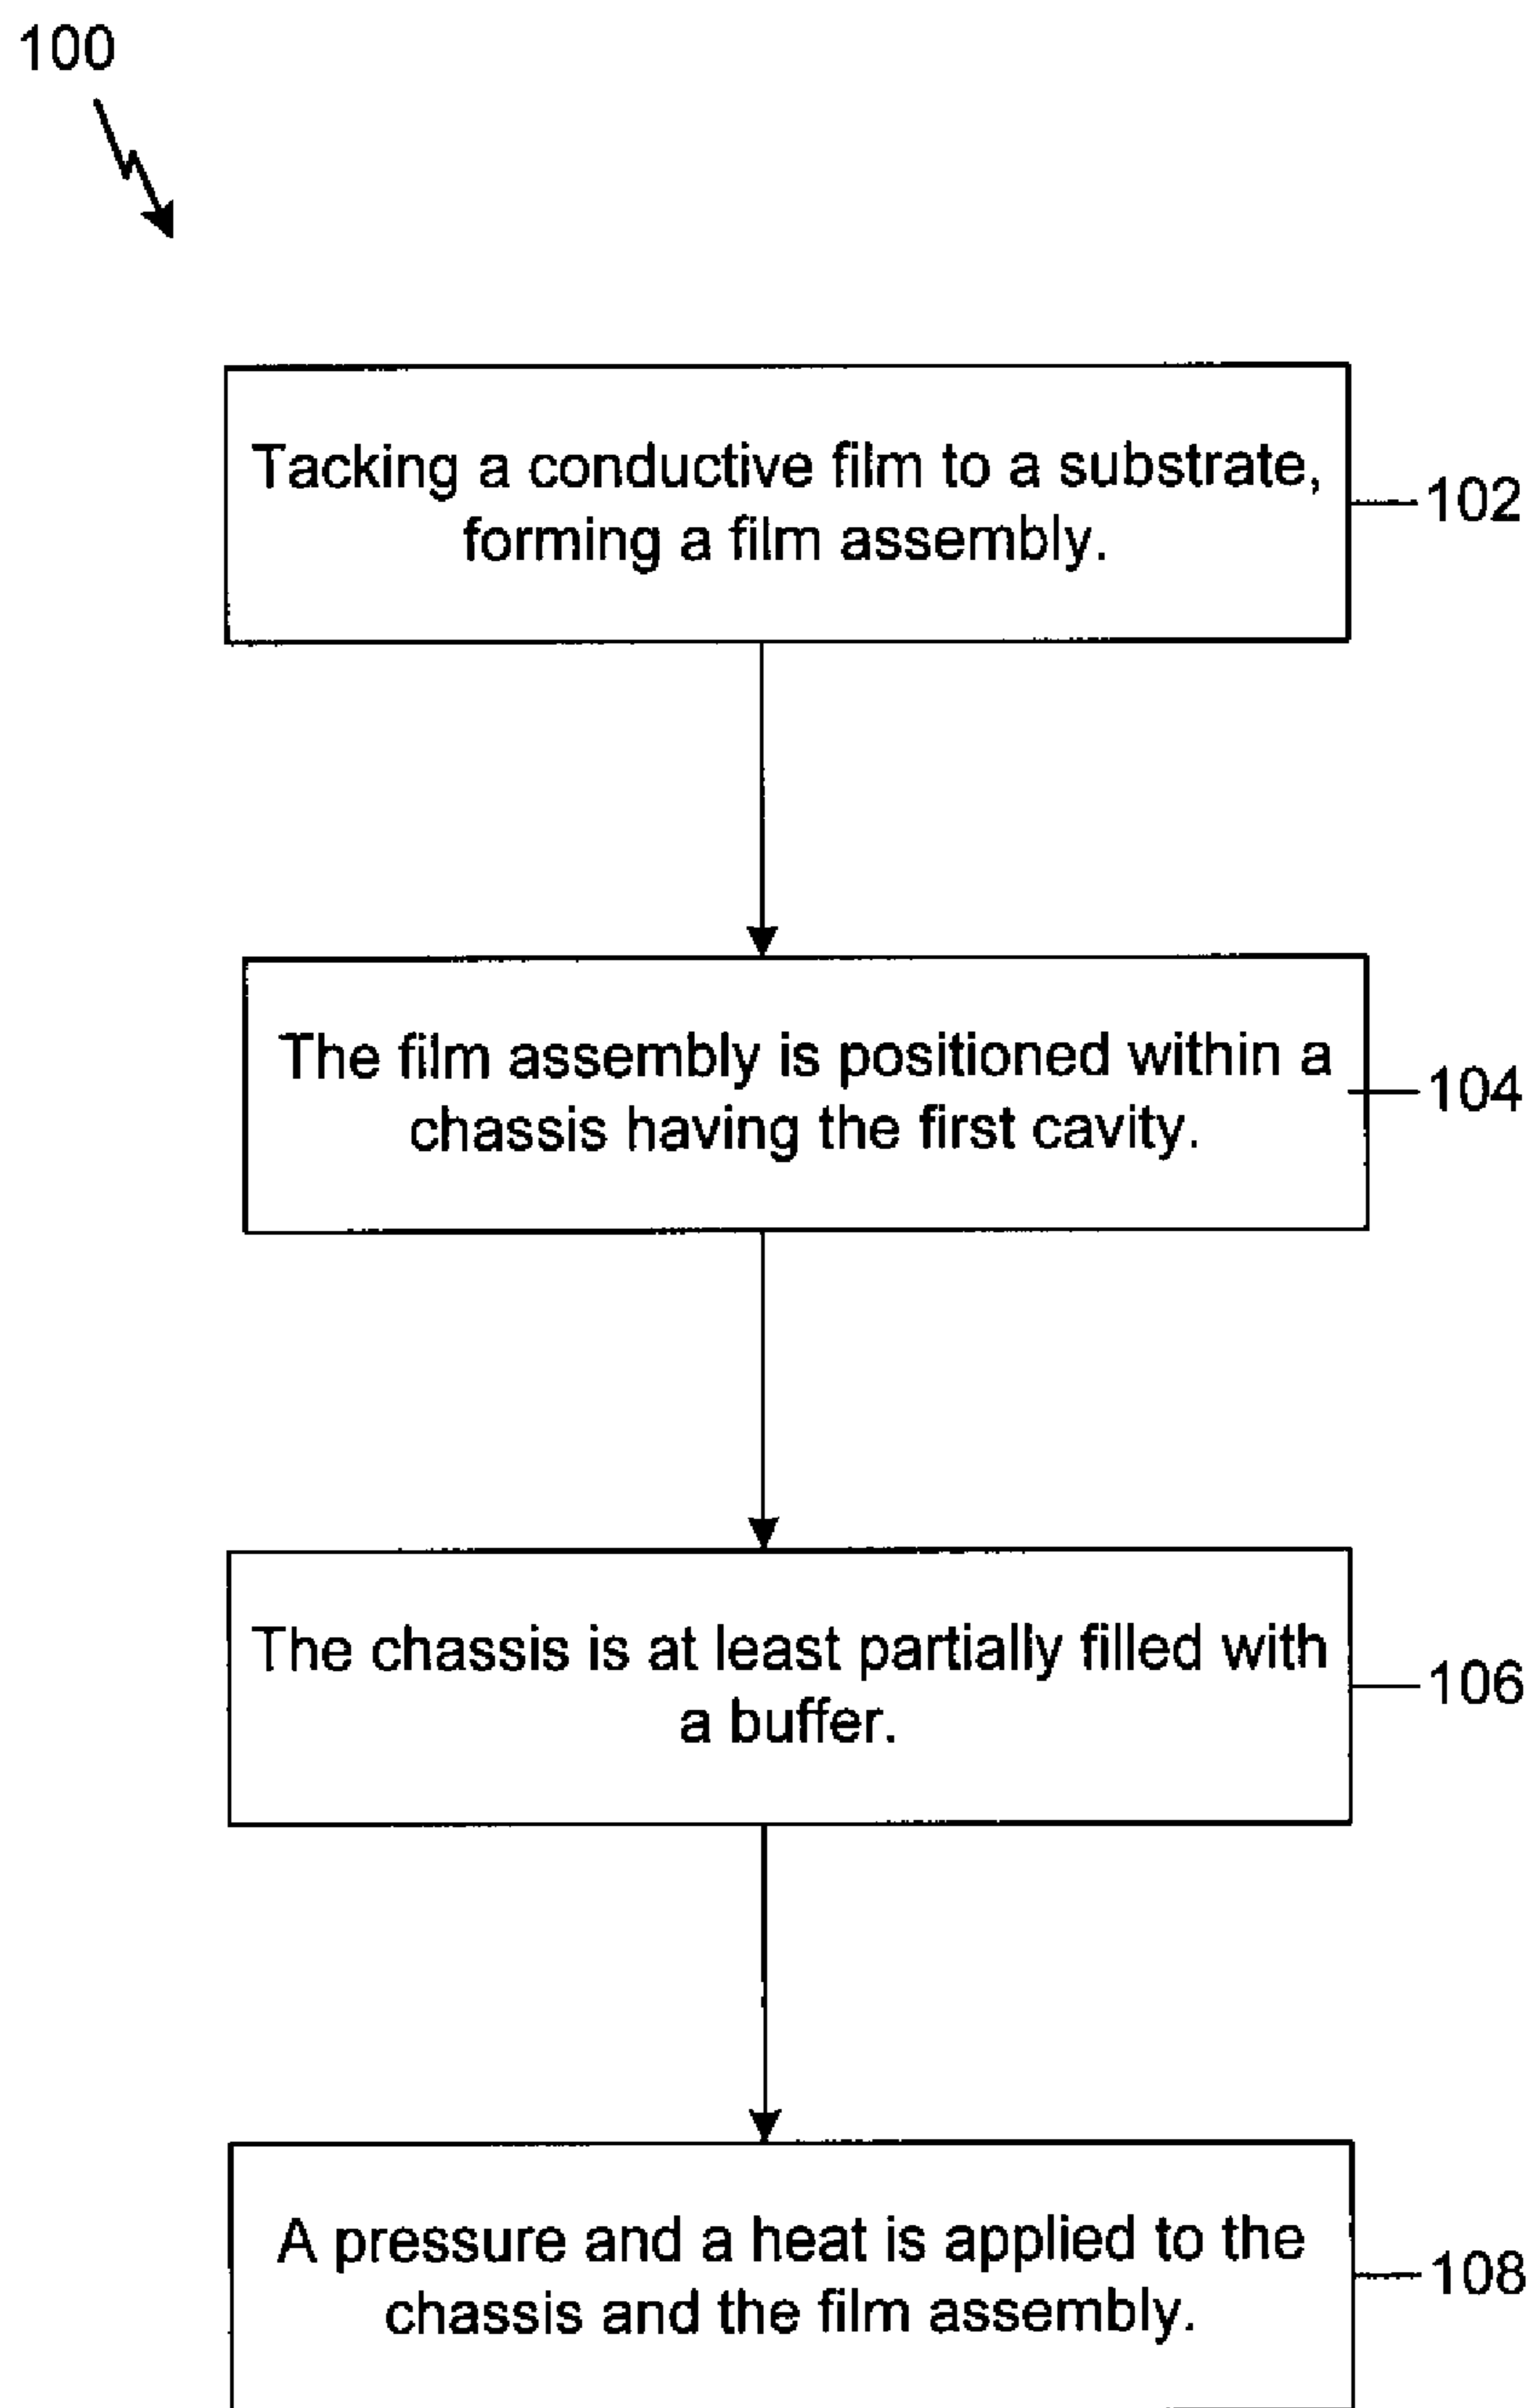 100
Tacking a conductive film to a substrate,
forming a film assembly.
102
The film assembly is positioned within a
chassis having the first cavity.
104
The chassis is at least partially filled with
a buffer.
106
A pressure and a heat is applied to the
chassis and the film assembly.
108